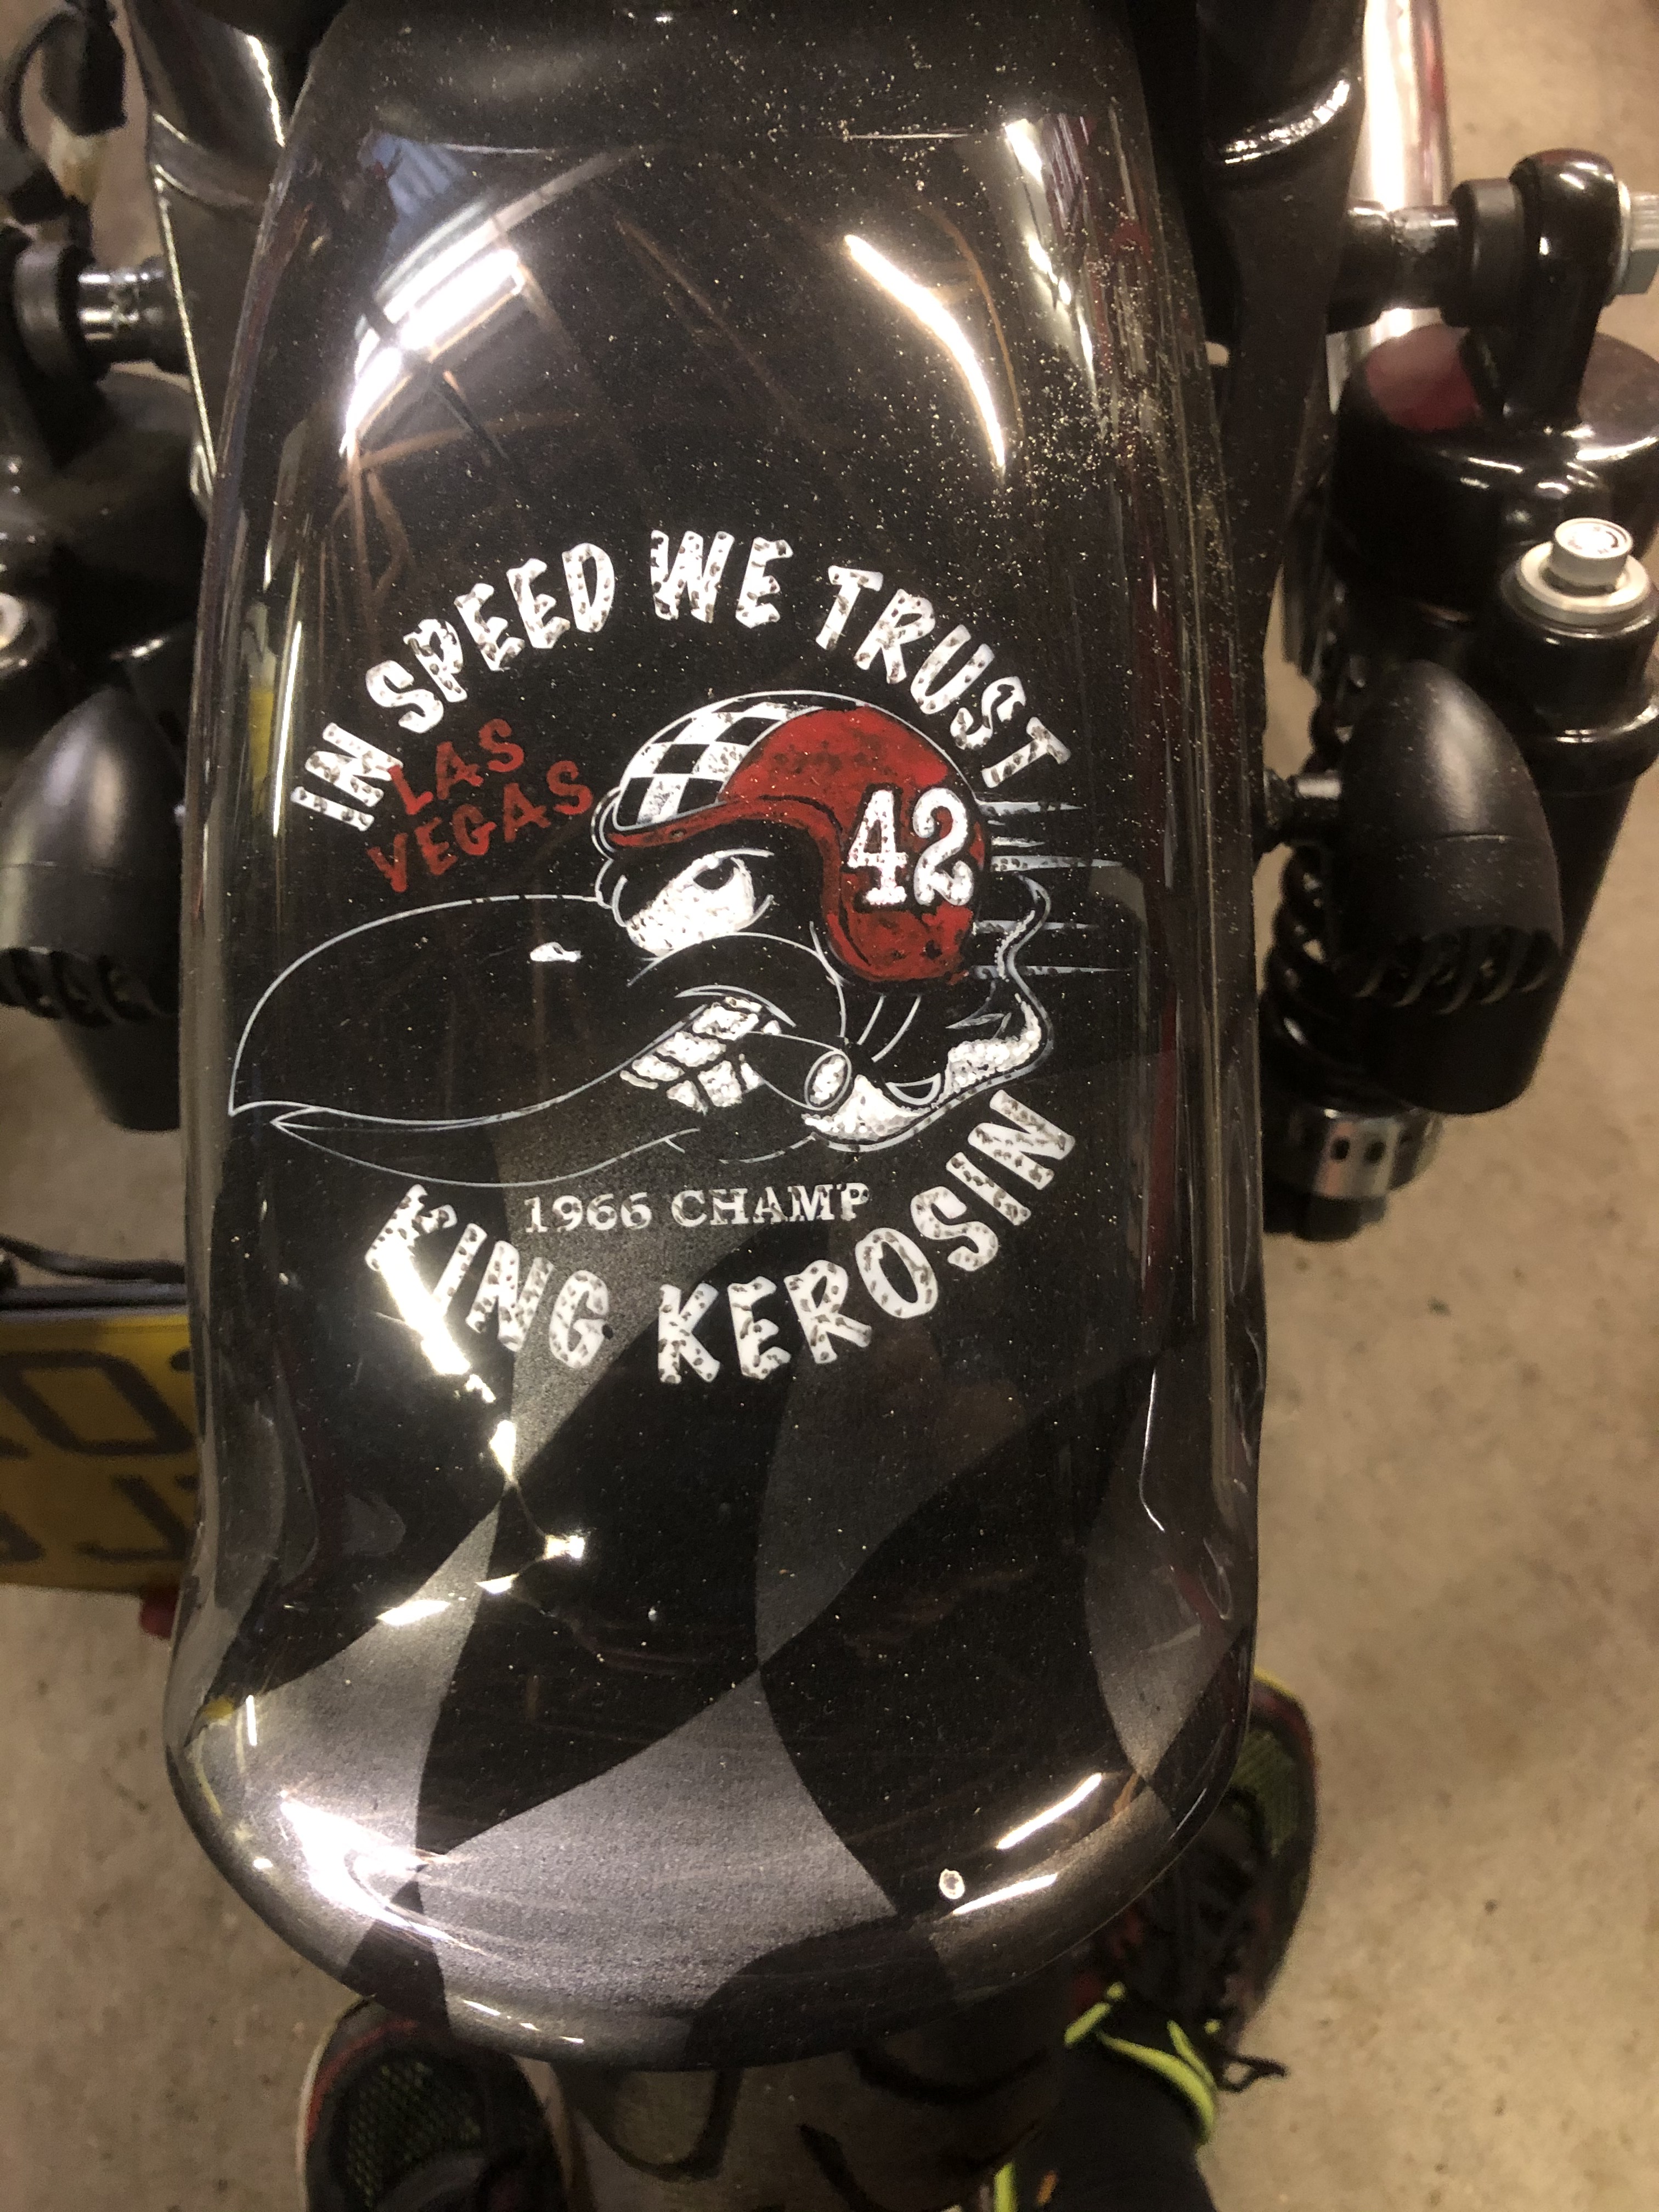 IN SPEED WE TRUST
LAS
VEGAS
42
1966 CHAMP
KING KEROSIN